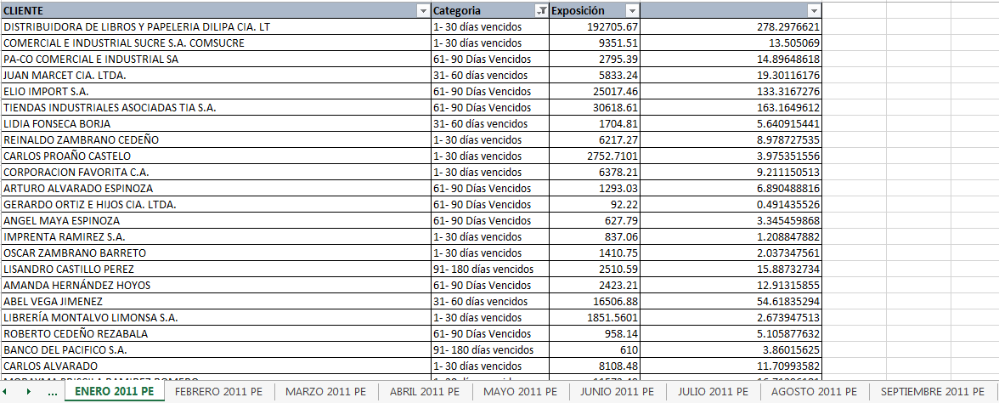 CLIENTE Categoria Exposición
DISTRIBUIDORA DE LIBROS Y PAPELERIA DILIPA CIA. LT 1- 30 días vencidos 192705.67 278.2976621
COMERCIAL E INDUSTRIAL SUCRE S.A. COMSUCRE 1- 30 días vencidos 9351.51 13.505069
PA-CO COMERCIAL E INDUSTRIAL SA 61- 90 Días Vencidos 2795.39 14.89648618
JUAN MARCET CIA. LTDA. 31- 60 días vencidos 5833.24 19.30116176
ELIO IMPORT S.A. 61- 90 Días Vencidos 25017.46 133.3167276
TIENDAS INDUSTRIALES ASOCIADAS TIA S.A. 61- 90 Días Vencidos 30618.61 163.1649612
LIDIA FONSECA BORJA 31- 60 días vencidos 1704.81 5.640915441
REINALDO ZAMBRANO CEDEÑO 1- 30 días vencidos 6217.27 8.978727535
CARLOS PROAÑO CASTELO 1- 30 días vencidos 2752.7101 3.975351556
CORPORACION FAVORITA C.A. 1- 30 días vencidos 6378.21 9.211150513
ARTURO ALVARADO ESPINOZA 61- 90 Días Vencidos 1293.03 6.890488816
GERARDO ORTIZ E HIJOS CIA. LTDA. 61- 90 Días Vencidos 92.22 0.491435526
ANGEL MAYA ESPINOZA 61- 90 Días Vencidos 627.79 3.345459868
IMPRENTA RAMIREZ S.A. 1- 30 días vencidos 837.06 1.208847882
OSCAR ZAMBRANO BARRETO 1- 30 días vencidos 1410.75 2.037347561
LISANDRO CASTILLO PEREZ 91- 180 días vencidos 2510.59 15.88732734
AMANDA HERNÁNDEZ HOYOS 61- 90 Días Vencidos 2423.21 12.91315855
ABEL VEGA JIMENEZ 31- 60 días vencidos 16506.88 54.61835294
LIBRERÍA MONTALVO LIMONSA S.A. 1- 30 días vencidos 1851.5601 2.673947513
ROBERTO CEDEÑO REZABALA 61- 90 Días Vencidos 958.14 5.105877632
BANCO DEL PACIFICO S.A. 91- 180 días vencidos 610 3.86015625
CARLOS ALVARADO 1- 30 días vencidos 8108.48 11.70993582
... ENERO 2011 PE FEBRERO 2011 PE MARZO 2011 PE ABRIL 2011 PE MAYO 2011 PE JUNIO 2011 PE JULIO 2011 PE AGOSTO 2011 PE SEPTIEMBRE 2011 PE